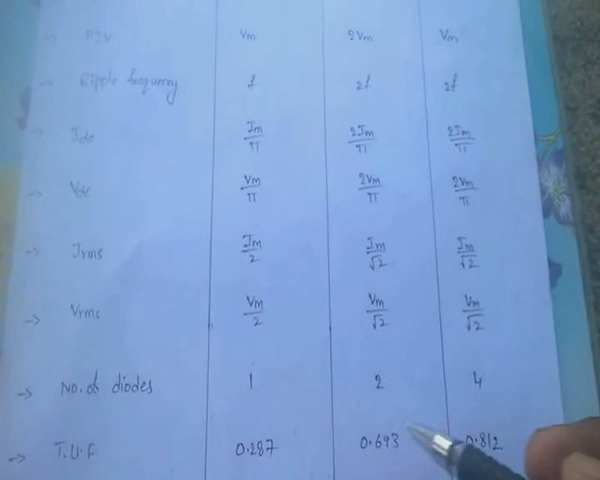 → PIV Vm 2Vm Vm
→ Ripple frequency f 2f 2f
→ Idc Im/π 2Im/π 2Im/π
→ Vdc Vm/π 2Vm/π 2Vm/π
→ Irms Im/2 Im/√2 Im/√2
→ Vrms Vm/2 Vm/√2 Vm/√2
→ No. of diodes 1 2 4
→ T.U.F 0.287 0.693 0.812